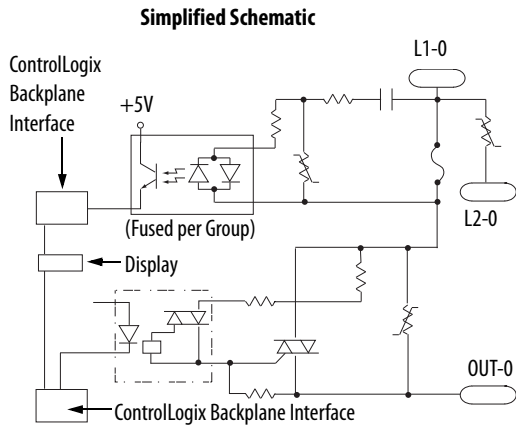 Simplified Schematic
L1-0
ControlLogix
Backplane
Interface
+5V
L2-0
(Fused per Group)
Display
OUT-0
ControlLogix Backplane Interface